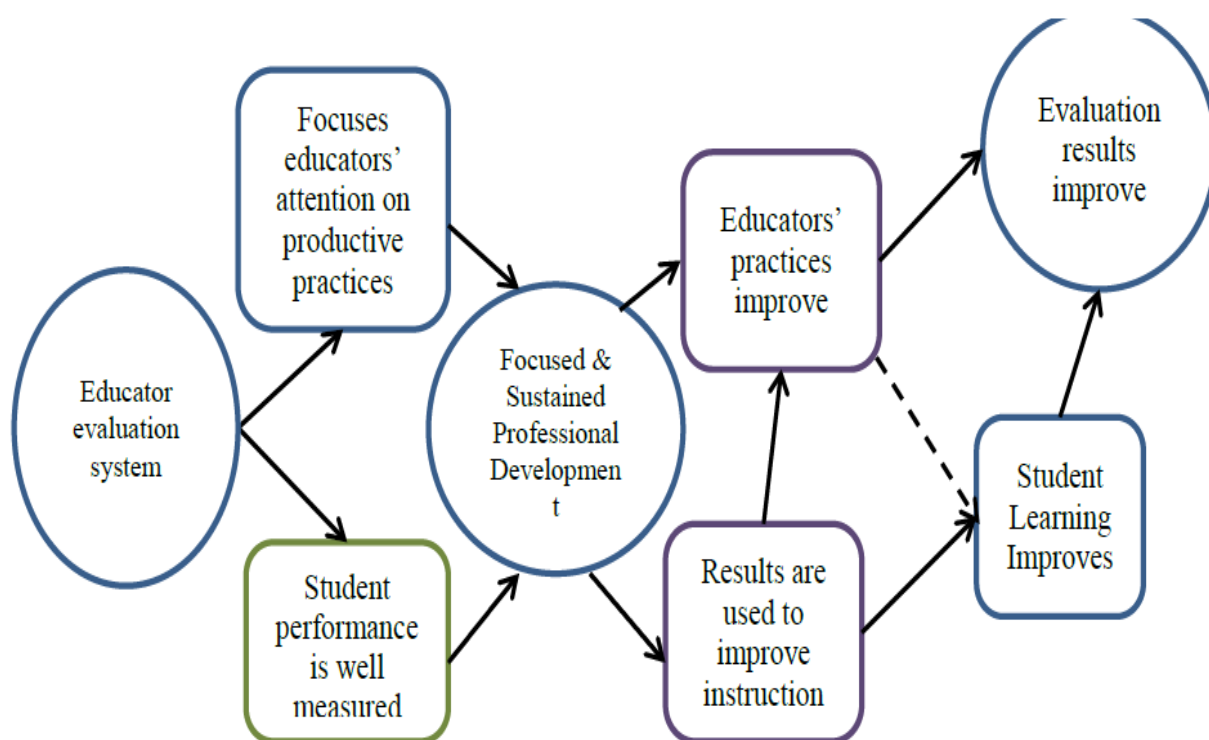 Focuses
educators’
attention on
productive
practices
Evaluation
results
improve
Educators’
practices
improve
Educator
evaluation
system
Focused &
Sustained
Professional
Developmen
t
Student
Learning
Improves
Student
performance
is well
measured
Results are
used to
improve
instruction